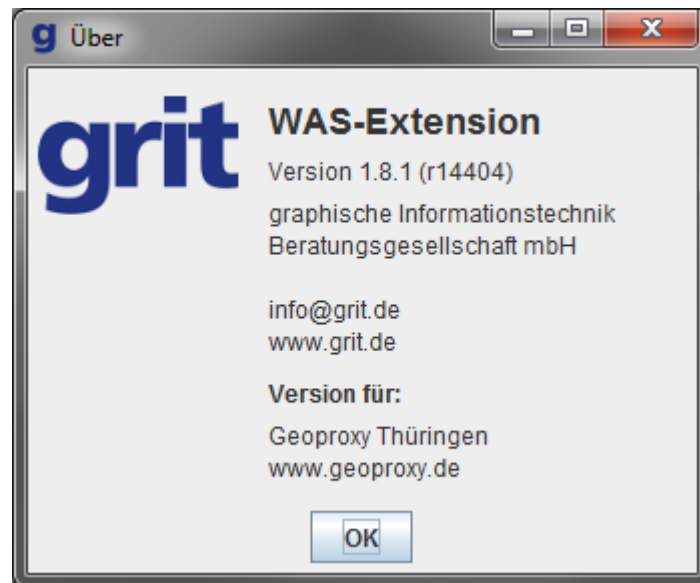 g Über
grit
WAS-Extension
Version 1.8.1 (r14404)
graphische Informationstechnik
Beratungsgesellschaft mbH
info@grit.de
www.grit.de
Version für:
Geoproxy Thüringen
www.geoproxy.de
OK